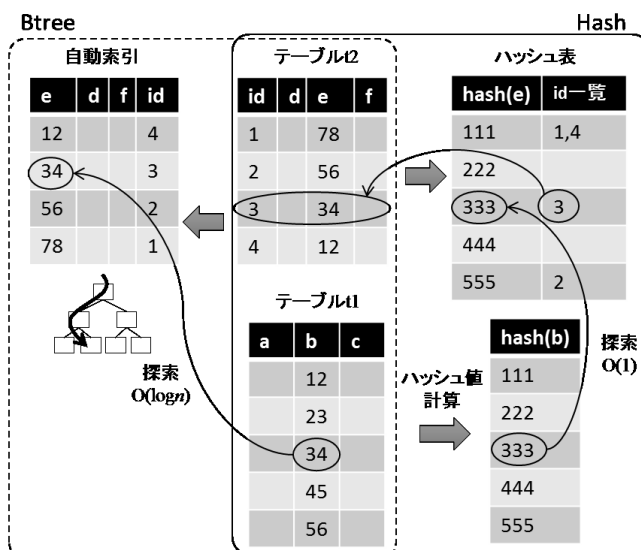 Btree
Hash
自動索引
テーブルt2
ハッシュ表
e d f id
12 4
34 3
56 2
78 1
id d e f
1 78
2 56
3 34
4 12
hash(e) id一覧
111 1,4
222
333 3
444
555 2
探索
O(logn)
テーブルt1
a b c
12
23
34
45
56
ハッシュ値
計算
hash(b)
111
222
333
444
555
探索
O(1)